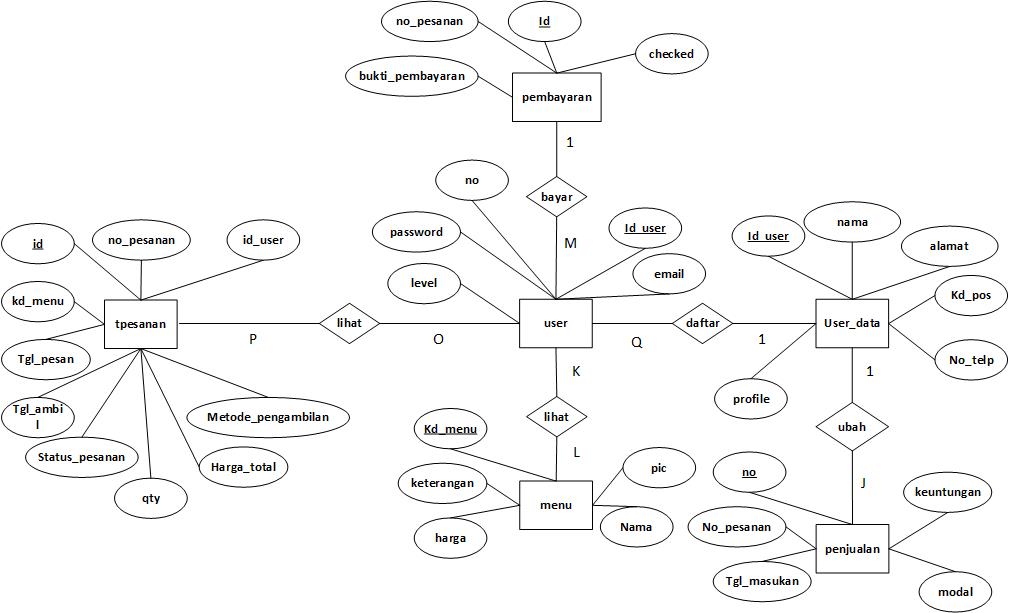 no_pesanan
Id
checked
bukti_pembayaran
pembayaran
1
bayar
M
no
password
level
Id_user
email
user
id
no_pesanan
id_user
kd_menu
tpesanan
Tgl_pesan
Tgl_ambi
l
Status_pesanan
qty
Harga_total
Metode_pengambilan
P
lihat
O
Q
daftar
1
Id_user
nama
alamat
Kd_pos
No_telp
User_data
profile
K
lihat
L
Kd_menu
keterangan
harga
menu
pic
Nama
1
ubah
J
no
No_pesanan
Tgl_masukan
penjualan
keuntungan
modal